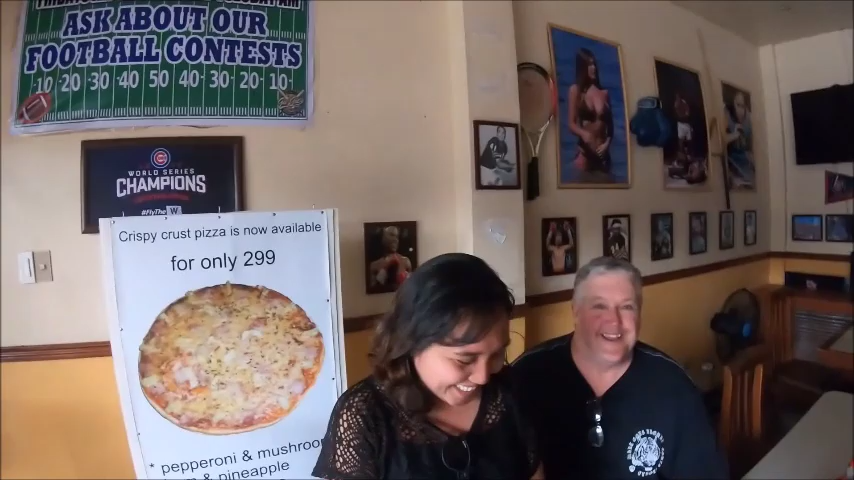 ASK ABOUT OUR
FOOTBALL CONTESTS
10 20 30 40 50 40 30 20 10
WORLD SERIES
CHAMPIONS
#FlyTheW
Crispy crust pizza is now available
for only 299
* pepperoni & mushroom
& pineapple